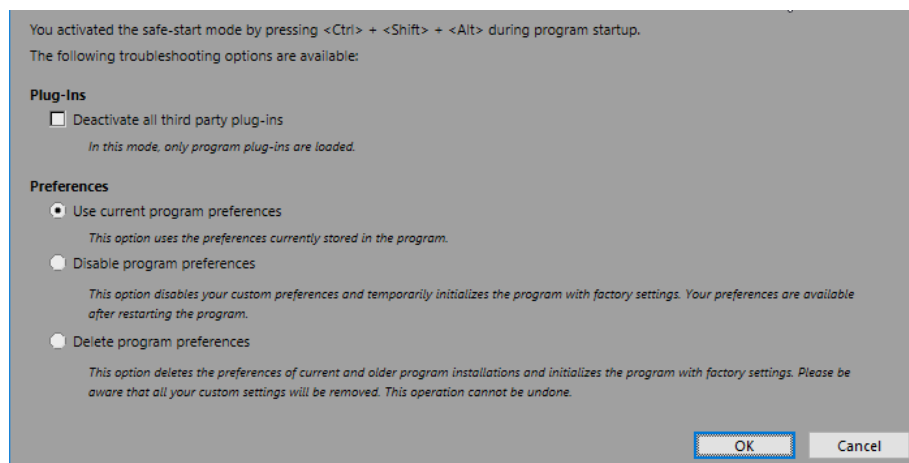 You activated the safe-start mode by pressing <Ctrl> + <Shift> + <Alt> during program startup.
The following troubleshooting options are available:
Plug-Ins
Deactivate all third party plug-ins
In this mode, only program plug-ins are loaded.
Preferences
Use current program preferences
This option uses the preferences currently stored in the program.
Disable program preferences
This option disables your custom preferences and temporarily initializes the program with factory settings. Your preferences are available
after restarting the program.
Delete program preferences
This option deletes the preferences of current and older program installations and initializes the program with factory settings. Please be
aware that all your custom settings will be removed. This operation cannot be undone.
OK Cancel